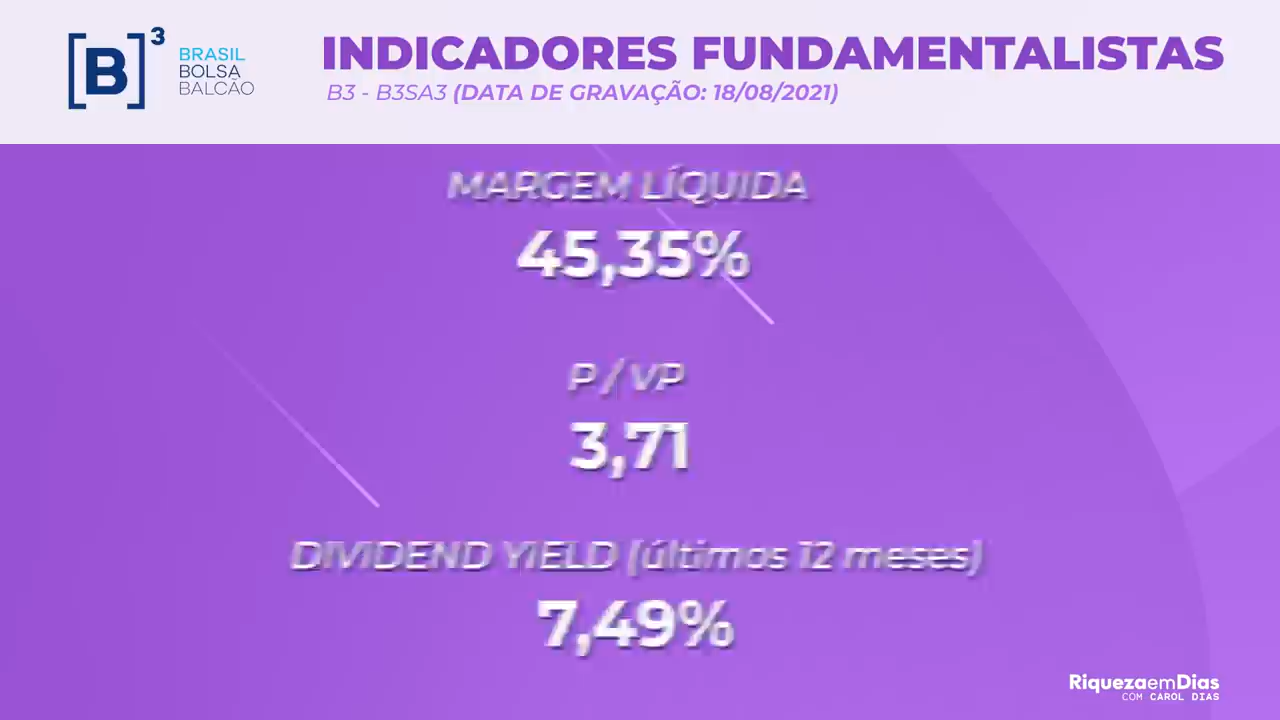 [B]³ BRASIL
BOLSA
BALCÃO
INDICADORES FUNDAMENTALISTAS
B3 - B3SA3 (DATA DE GRAVAÇÃO: 18/08/2021)
MARGEM LÍQUIDA
45,35%
P / VP
3,71
DIVIDEND YIELD (últimos 12 meses)
7,49%
RiquezaemDias
COM CAROL DIAS